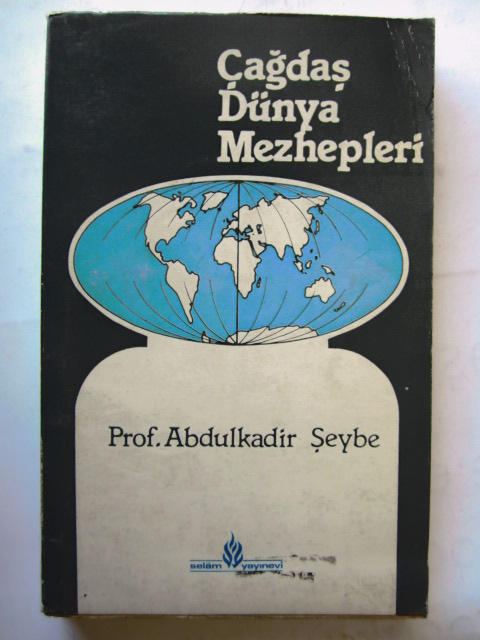 Çağdaş
Dünya
Mezhepleri
Prof. Abdulkadir Şeybe
selâm yayınevi